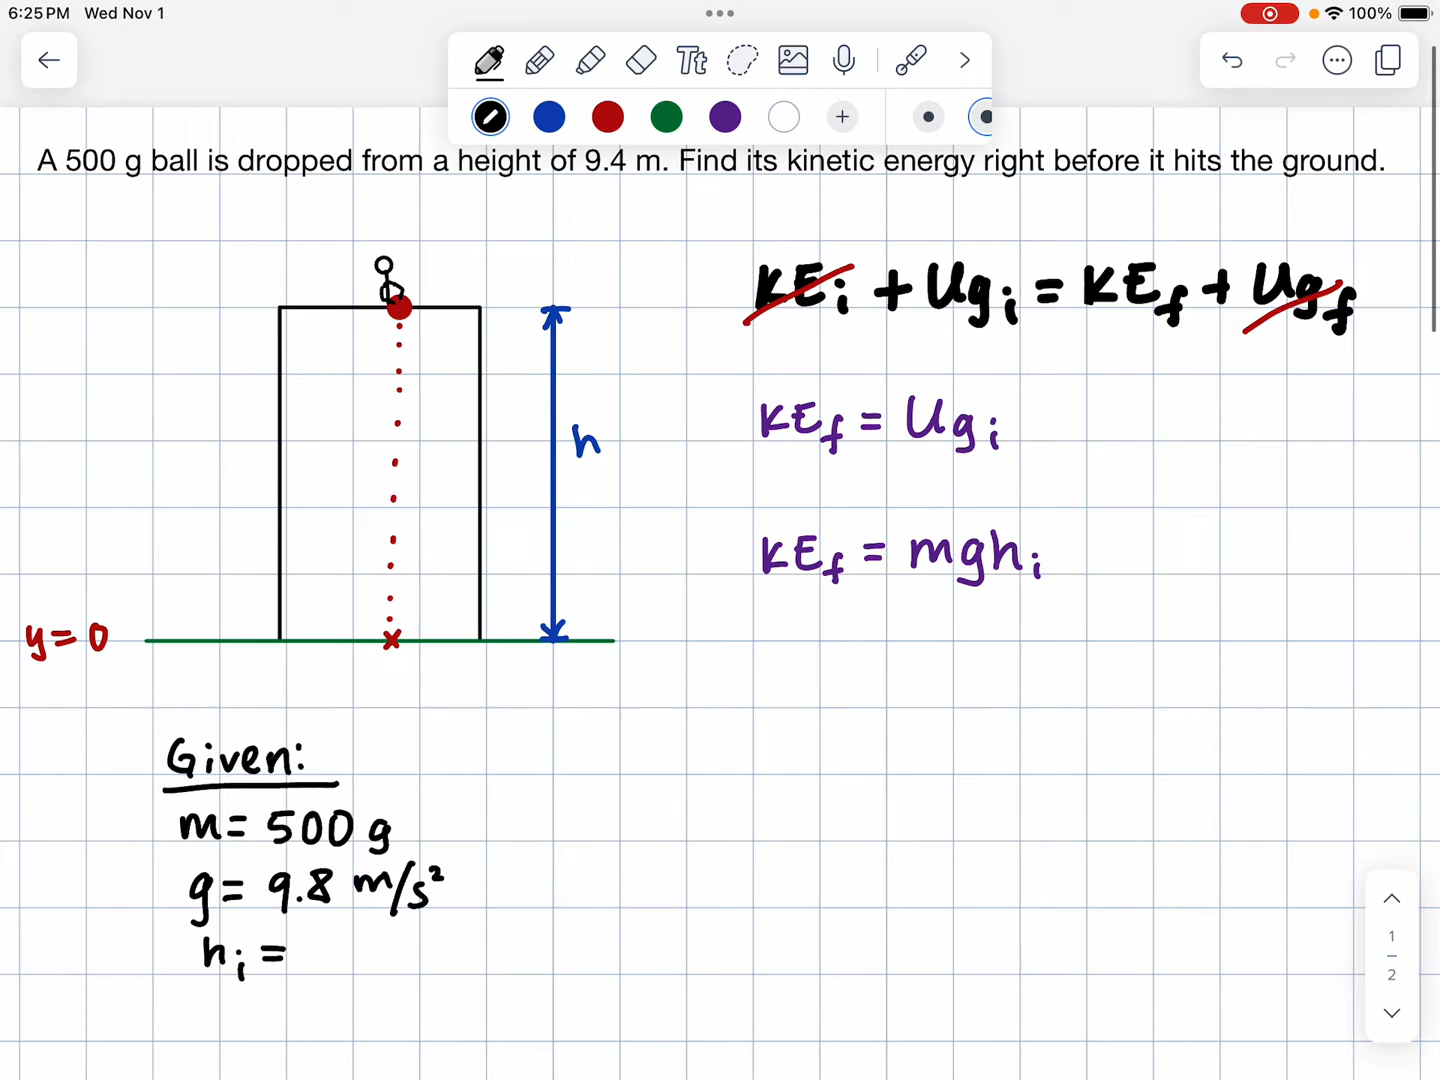 6:25 PM Wed Nov 1
100%
Tt
A 500 g ball is dropped from a height of 9.4 m. Find its kinetic energy right before it hits the ground.
KEi + Ugi = KEf + Ugf
h
KEf = Ugi
KEf = mghi
y = 0
Given:
m = 500 g
g = 9.8 m/s²
hi =
1
2